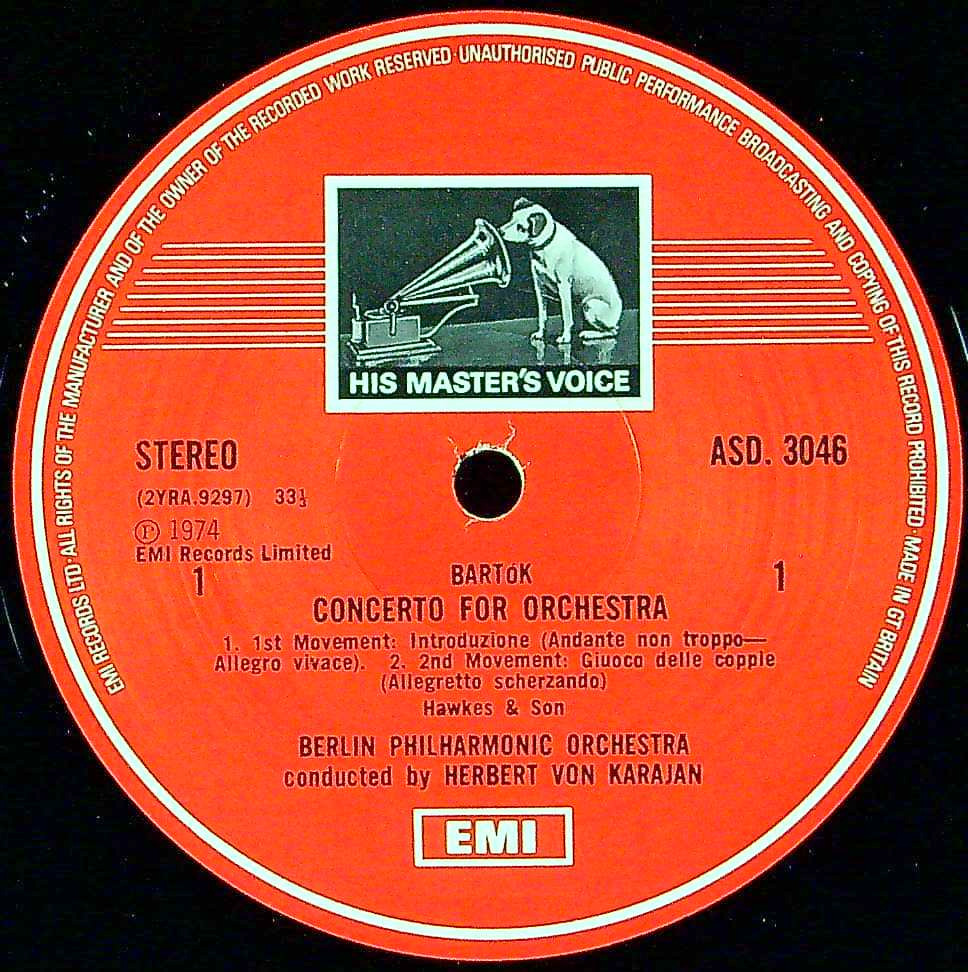 EMI RECORDS LTD · ALL RIGHTS OF THE MANUFACTURER AND OF THE OWNER OF THE RECORDED WORK RESERVED · UNAUTHORISED PUBLIC PERFORMANCE BROADCASTING AND COPYING OF THIS RECORD PROHIBITED · MADE IN GT BRITAIN
HIS MASTER'S VOICE
STEREO
ASD. 3046
(2YRA.9297) 33⅓
Ⓟ 1974
EMI Records Limited
1
1
BARTóK
CONCERTO FOR ORCHESTRA
1. 1st Movement: Introduzione (Andante non troppo—
Allegro vivace). 2. 2nd Movement: Giuoco delle coppie
(Allegretto scherzando)
Hawkes & Son
BERLIN PHILHARMONIC ORCHESTRA
conducted by HERBERT VON KARAJAN
EMI